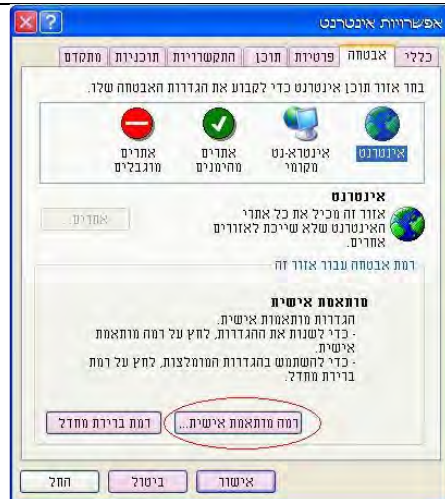 אפשרויות אינטרנט
כללי אבטחה פרטיות תוכן התקשרויות תוכניות מתקדם
בחר אזור תוכן אינטרנט כדי לקבוע את הגדרות האבטחה שלו.
אינטרנט
אינטרא-נט מקומי
אתרים מהימנים
אתרים מוגבלים
אינטרנט
אזור זה מכיל את כל אתרי
האינטרנט שלא שייכת לאזורים
אחרים.
אתרים...
רמת אבטחה עבור אזור זה
מותאמת אישית
הגדרות מותאמות אישית.
- כדי לשנות את ההגדרות, לחץ על רמה מותאמת
אישית.
- כדי להשתמש בהגדרות המומלצות, לחץ על רמת
ברירת מחדל.
רמה מותאמת אישית... רמת ברירת מחדל
אישור ביטול החל